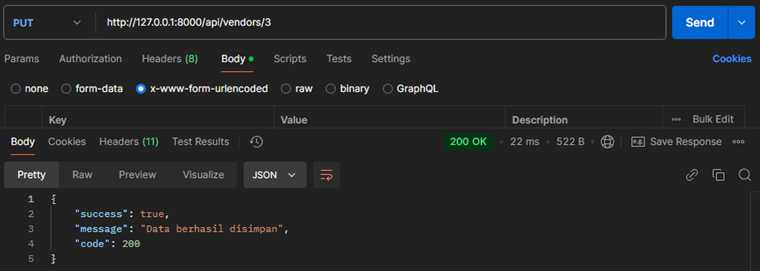 PUT http://127.0.0.1:8000/api/vendors/3 Send
Params Authorization Headers (8) Body Scripts Tests Settings Cookies
none form-data x-www-form-urlencoded raw binary GraphQL
Key Value Description Bulk Edit
Body Cookies Headers (11) Test Results 200 OK 22 ms 522 B Save Response
Pretty Raw Preview Visualize JSON
1 {
2 "success": true,
3 "message": "Data berhasil disimpan",
4 "code": 200
5 }